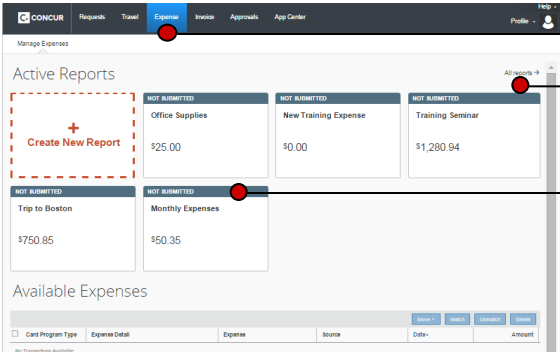 Help -
C. CONCUR Requests Travel Expense Invoice Approvals App Center Profile -
Manage Expenses
Active Reports
All reports →
+
Create New Report
NOT SUBMITTED
Office Supplies
$25.00
NOT SUBMITTED
New Training Expense
$0.00
NOT SUBMITTED
Training Seminar
$1,280.94
NOT SUBMITTED
Trip to Boston
$750.85
NOT SUBMITTED
Monthly Expenses
$50.35
Available Expenses
Move Match Unmatch Delete
Card Program Type Expense Detail Expense Source Date Amount
No Transactions Available